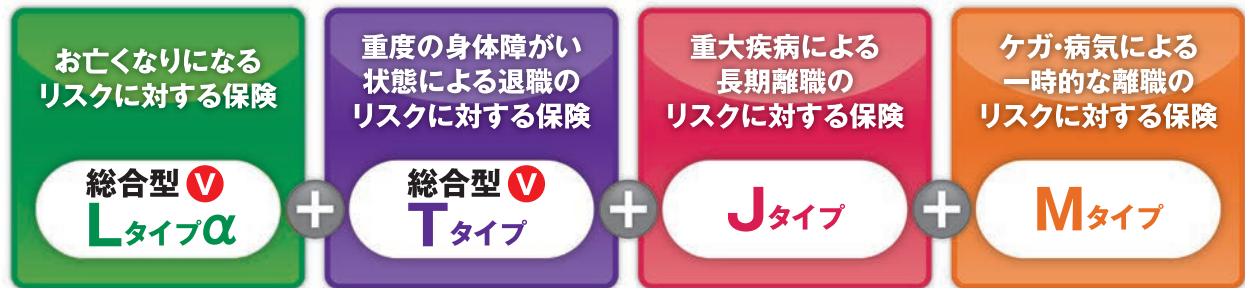 お亡くなりになる
リスクに対する保険
総合型 V
Lタイプα
+
重度の身体障がい
状態による退職の
リスクに対する保険
総合型 V
Tタイプ
+
重大疾病による
長期離職の
リスクに対する保険
Jタイプ
+
ケガ・病気による
一時的な離職の
リスクに対する保険
Mタイプ